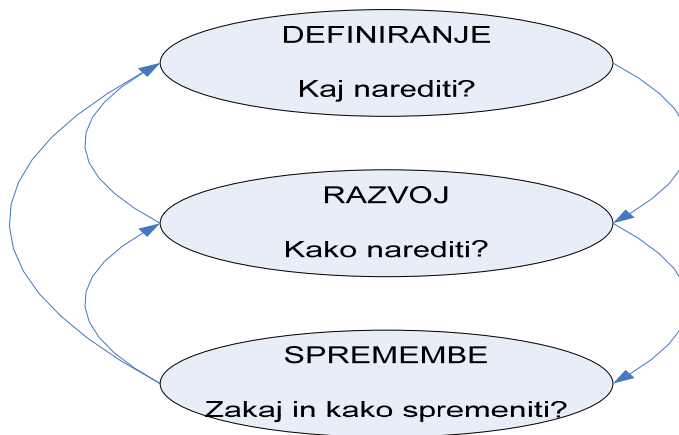 DEFINIRANJE
Kaj narediti?
RAZVOJ
Kako narediti?
SPREMEMBE
Zakaj in kako spremeniti?